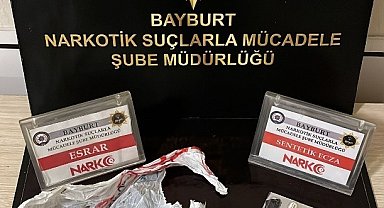 BAYBURT
NARKOTİK SUÇLARLA MÜCADELE
ŞUBE MÜDÜRLÜĞÜ
BAYBURT
NARKOTİK SUÇLARLA
MÜCADELE ŞUBE MÜDÜRLÜĞÜ
ESRAR
NARKO
BAYBURT
NARKOTİK SUÇLARLA
MÜCADELE ŞUBE MÜDÜRLÜĞÜ
SENTETİK ECZA
NARKO